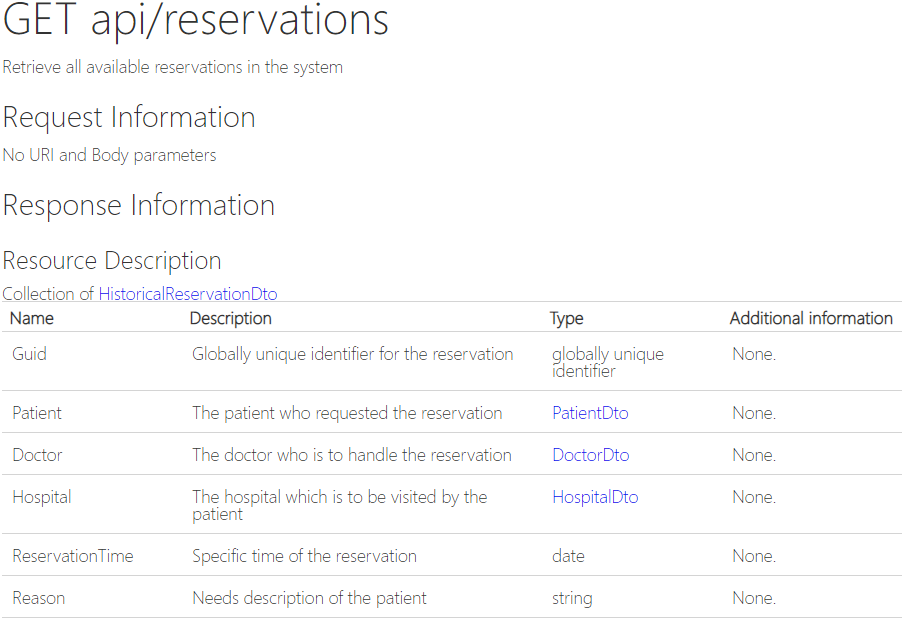 GET api/reservations
Retrieve all available reservations in the system
Request Information
No URI and Body parameters
Response Information
Resource Description
Collection of HistoricalReservationDto
Name Description Type Additional information
Guid Globally unique identifier for the reservation globally unique identifier None.
Patient The patient who requested the reservation PatientDto None.
Doctor The doctor who is to handle the reservation DoctorDto None.
Hospital The hospital which is to be visited by the patient HospitalDto None.
ReservationTime Specific time of the reservation date None.
Reason Needs description of the patient string None.